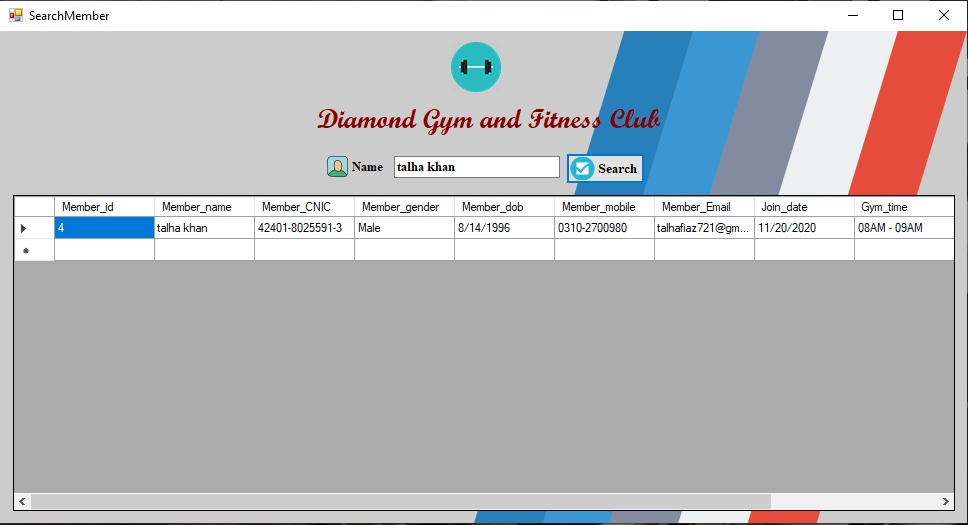 SearchMember
Diamond Gym and Fitness Club
Name talha khan Search
Member_id Member_name Member_CNIC Member_gender Member_dob Member_mobile Member_Email Join_date Gym_time
4 talha khan 42401-8025591-3 Male 8/14/1996 0310-2700980 talhafiaz721@gm... 11/20/2020 08AM - 09AM